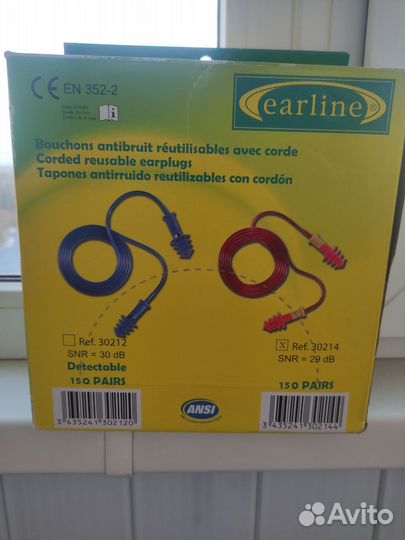 CE EN 352-2
earline
Bouchons antibruit réutilisables avec corde
Corded reusable earplugs
Tapones antirruido reutilizables con cordón
Ref. 30212
SNR = 30 dB
Detectable
150 PAIRS
X Ref. 30214
SNR = 29 dB
150 PAIRS
ANSI
3 435241 302120
3 435241 302144
Avito